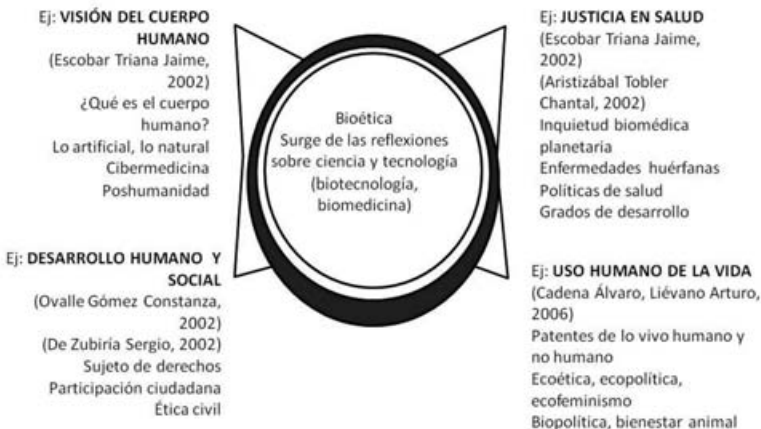 Ej: VISIÓN DEL CUERPO
HUMANO
(Escobar Triana Jaime,
2002)
¿Qué es el cuerpo
humano?
Lo artificial, lo natural
Cibermedicina
Poshumanidad
Ej: DESARROLLO HUMANO Y
SOCIAL
(Ovalle Gómez Constanza,
2002)
(De Zubiría Sergio, 2002)
Sujeto de derechos
Participación ciudadana
Ética civil
Bioética
Surge de las reflexiones
sobre ciencia y tecnología
(biotecnología,
biomedicina)
Ej: JUSTICIA EN SALUD
(Escobar Triana Jaime,
2002)
(Aristizábal Tobler
Chantal, 2002)
Inquietud biomédica
planetaria
Enfermedades huérfanas
Políticas de salud
Grados de desarrollo
Ej: USO HUMANO DE LA VIDA
(Cadena Álvaro, Liévano Arturo,
2006)
Patentes de lo vivo humano y
no humano
Ecoética, ecopolítica,
ecofeminismo
Biopolítica, bienestar animal